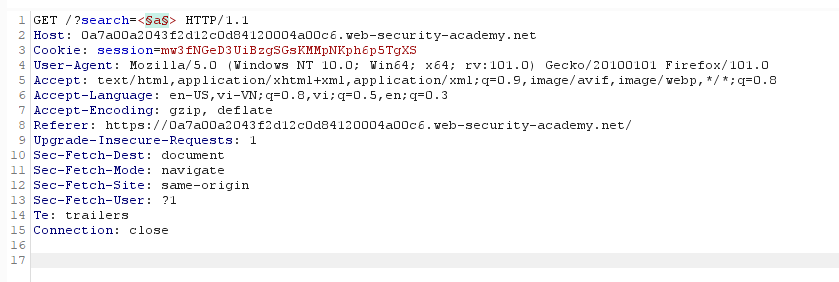 1 GET /?search=<§a§> HTTP/1.1
2 Host: 0a7a00a2043f2d12c0d84120004a00c6.web-security-academy.net
3 Cookie: session=mw3fNGeD3UiBzgSGsKMMpNKph6p5TgXS
4 User-Agent: Mozilla/5.0 (Windows NT 10.0; Win64; x64; rv:101.0) Gecko/20100101 Firefox/101.0
5 Accept: text/html,application/xhtml+xml,application/xml;q=0.9,image/avif,image/webp,*/*;q=0.8
6 Accept-Language: en-US,vi-VN;q=0.8,vi;q=0.5,en;q=0.3
7 Accept-Encoding: gzip, deflate
8 Referer: https://0a7a00a2043f2d12c0d84120004a00c6.web-security-academy.net/
9 Upgrade-Insecure-Requests: 1
10 Sec-Fetch-Dest: document
11 Sec-Fetch-Mode: navigate
12 Sec-Fetch-Site: same-origin
13 Sec-Fetch-User: ?1
14 Te: trailers
15 Connection: close
16
17